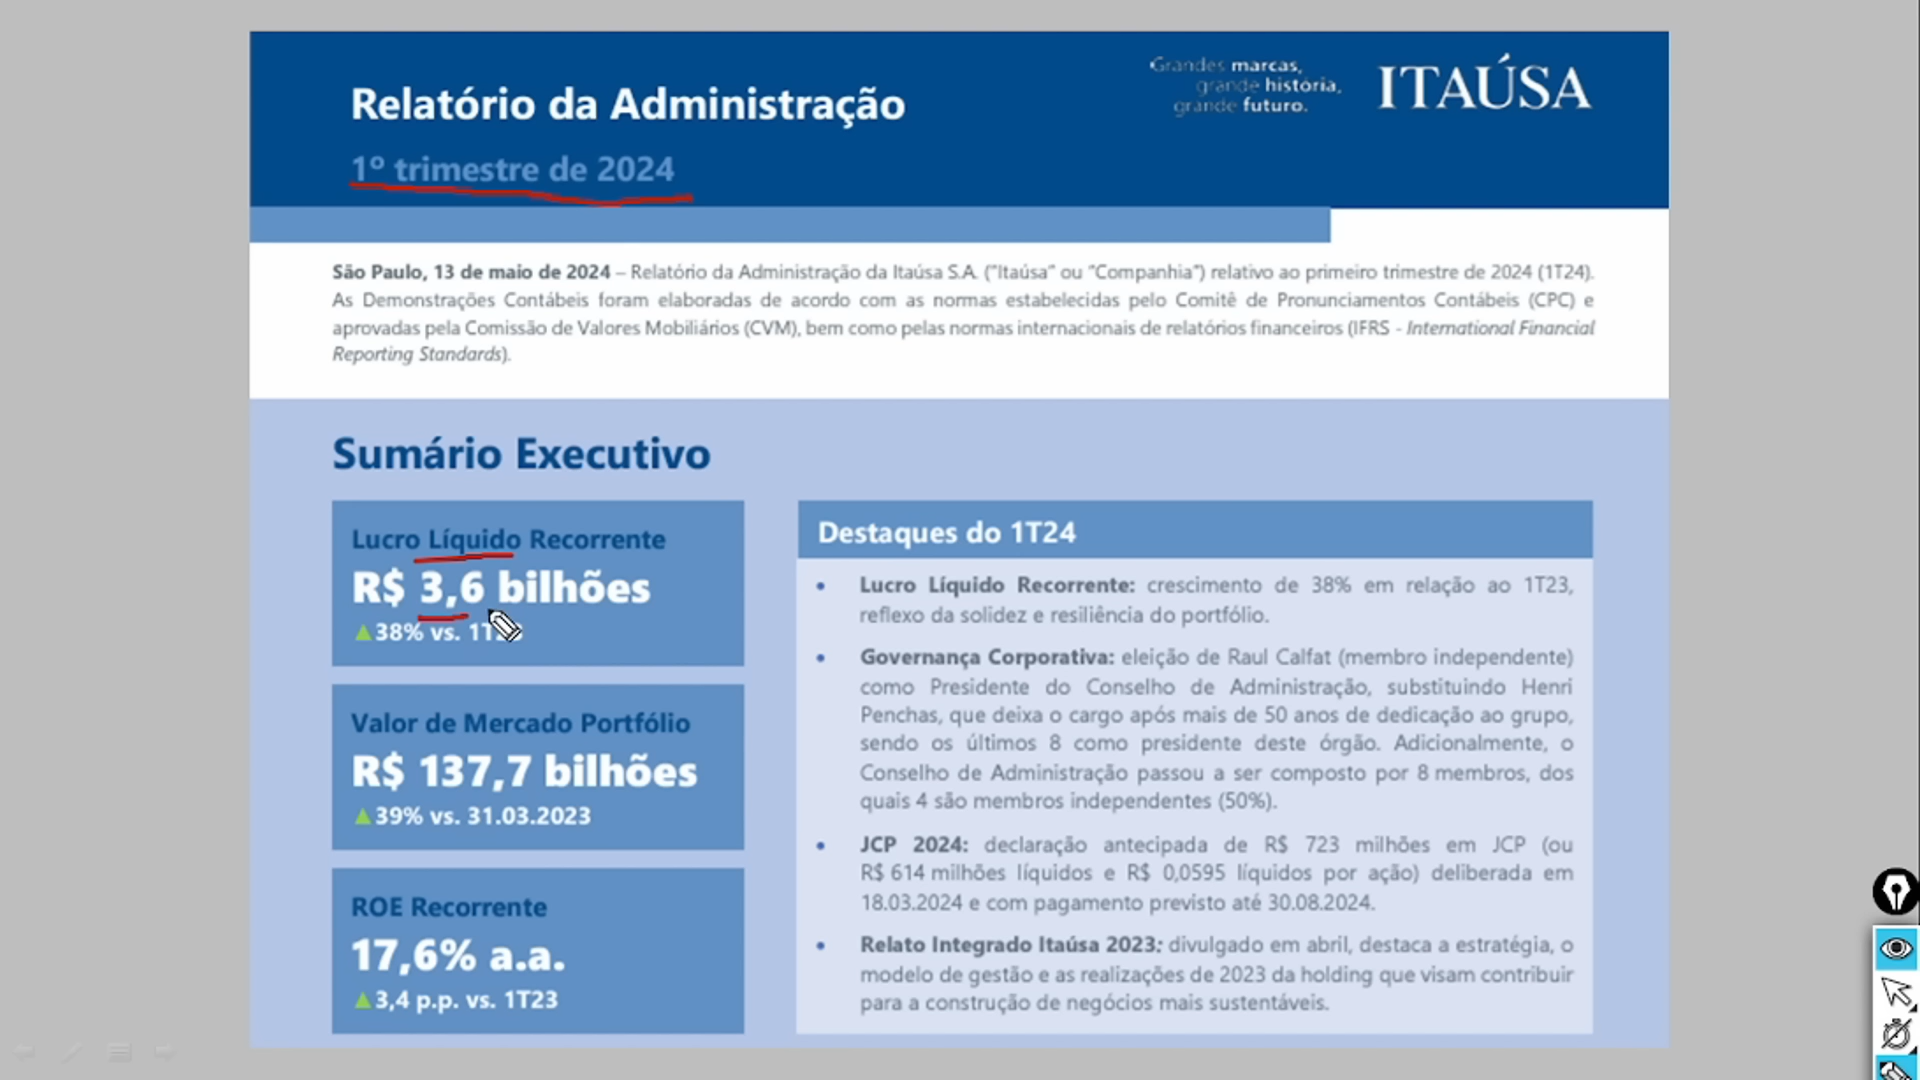 Relatório da Administração
1º trimestre de 2024
Grandes marcas,
grande história,
grande futuro.
ITAÚSA
São Paulo, 13 de maio de 2024 – Relatório da Administração da Itaúsa S.A. ("Itaúsa" ou "Companhia") relativo ao primeiro trimestre de 2024 (1T24).
As Demonstrações Contábeis foram elaboradas de acordo com as normas estabelecidas pelo Comitê de Pronunciamentos Contábeis (CPC) e
aprovadas pela Comissão de Valores Mobiliários (CVM), bem como pelas normas internacionais de relatórios financeiros (IFRS - International Financial
Reporting Standards).
Sumário Executivo
Lucro Líquido Recorrente
R$ 3,6 bilhões
38% vs.
Valor de Mercado Portfólio
R$ 137,7 bilhões
39% vs. 31.03.2023
ROE Recorrente
17,6% a.a.
3,4 p.p. vs. 1T23
Destaques do 1T24
• Lucro Líquido Recorrente: crescimento de 38% em relação ao 1T23,
reflexo da solidez e resiliência do portfólio.
• Governança Corporativa: eleição de Raul Calfat (membro independente)
como Presidente do Conselho de Administração, substituindo Henri
Penchas, que deixa o cargo após mais de 50 anos de dedicação ao grupo,
sendo os últimos 8 como presidente deste órgão. Adicionalmente, o
Conselho de Administração passou a ser composto por 8 membros, dos
quais 4 são membros independentes (50%).
• JCP 2024: declaração antecipada de R$ 723 milhões em JCP (ou
R$ 614 milhões líquidos e R$ 0,0595 líquidos por ação) deliberada em
18.03.2024 e com pagamento previsto até 30.08.2024.
• Relato Integrado Itaúsa 2023: divulgado em abril, destaca a estratégia, o
modelo de gestão e as realizações de 2023 da holding que visam contribuir
para a construção de negócios mais sustentáveis.